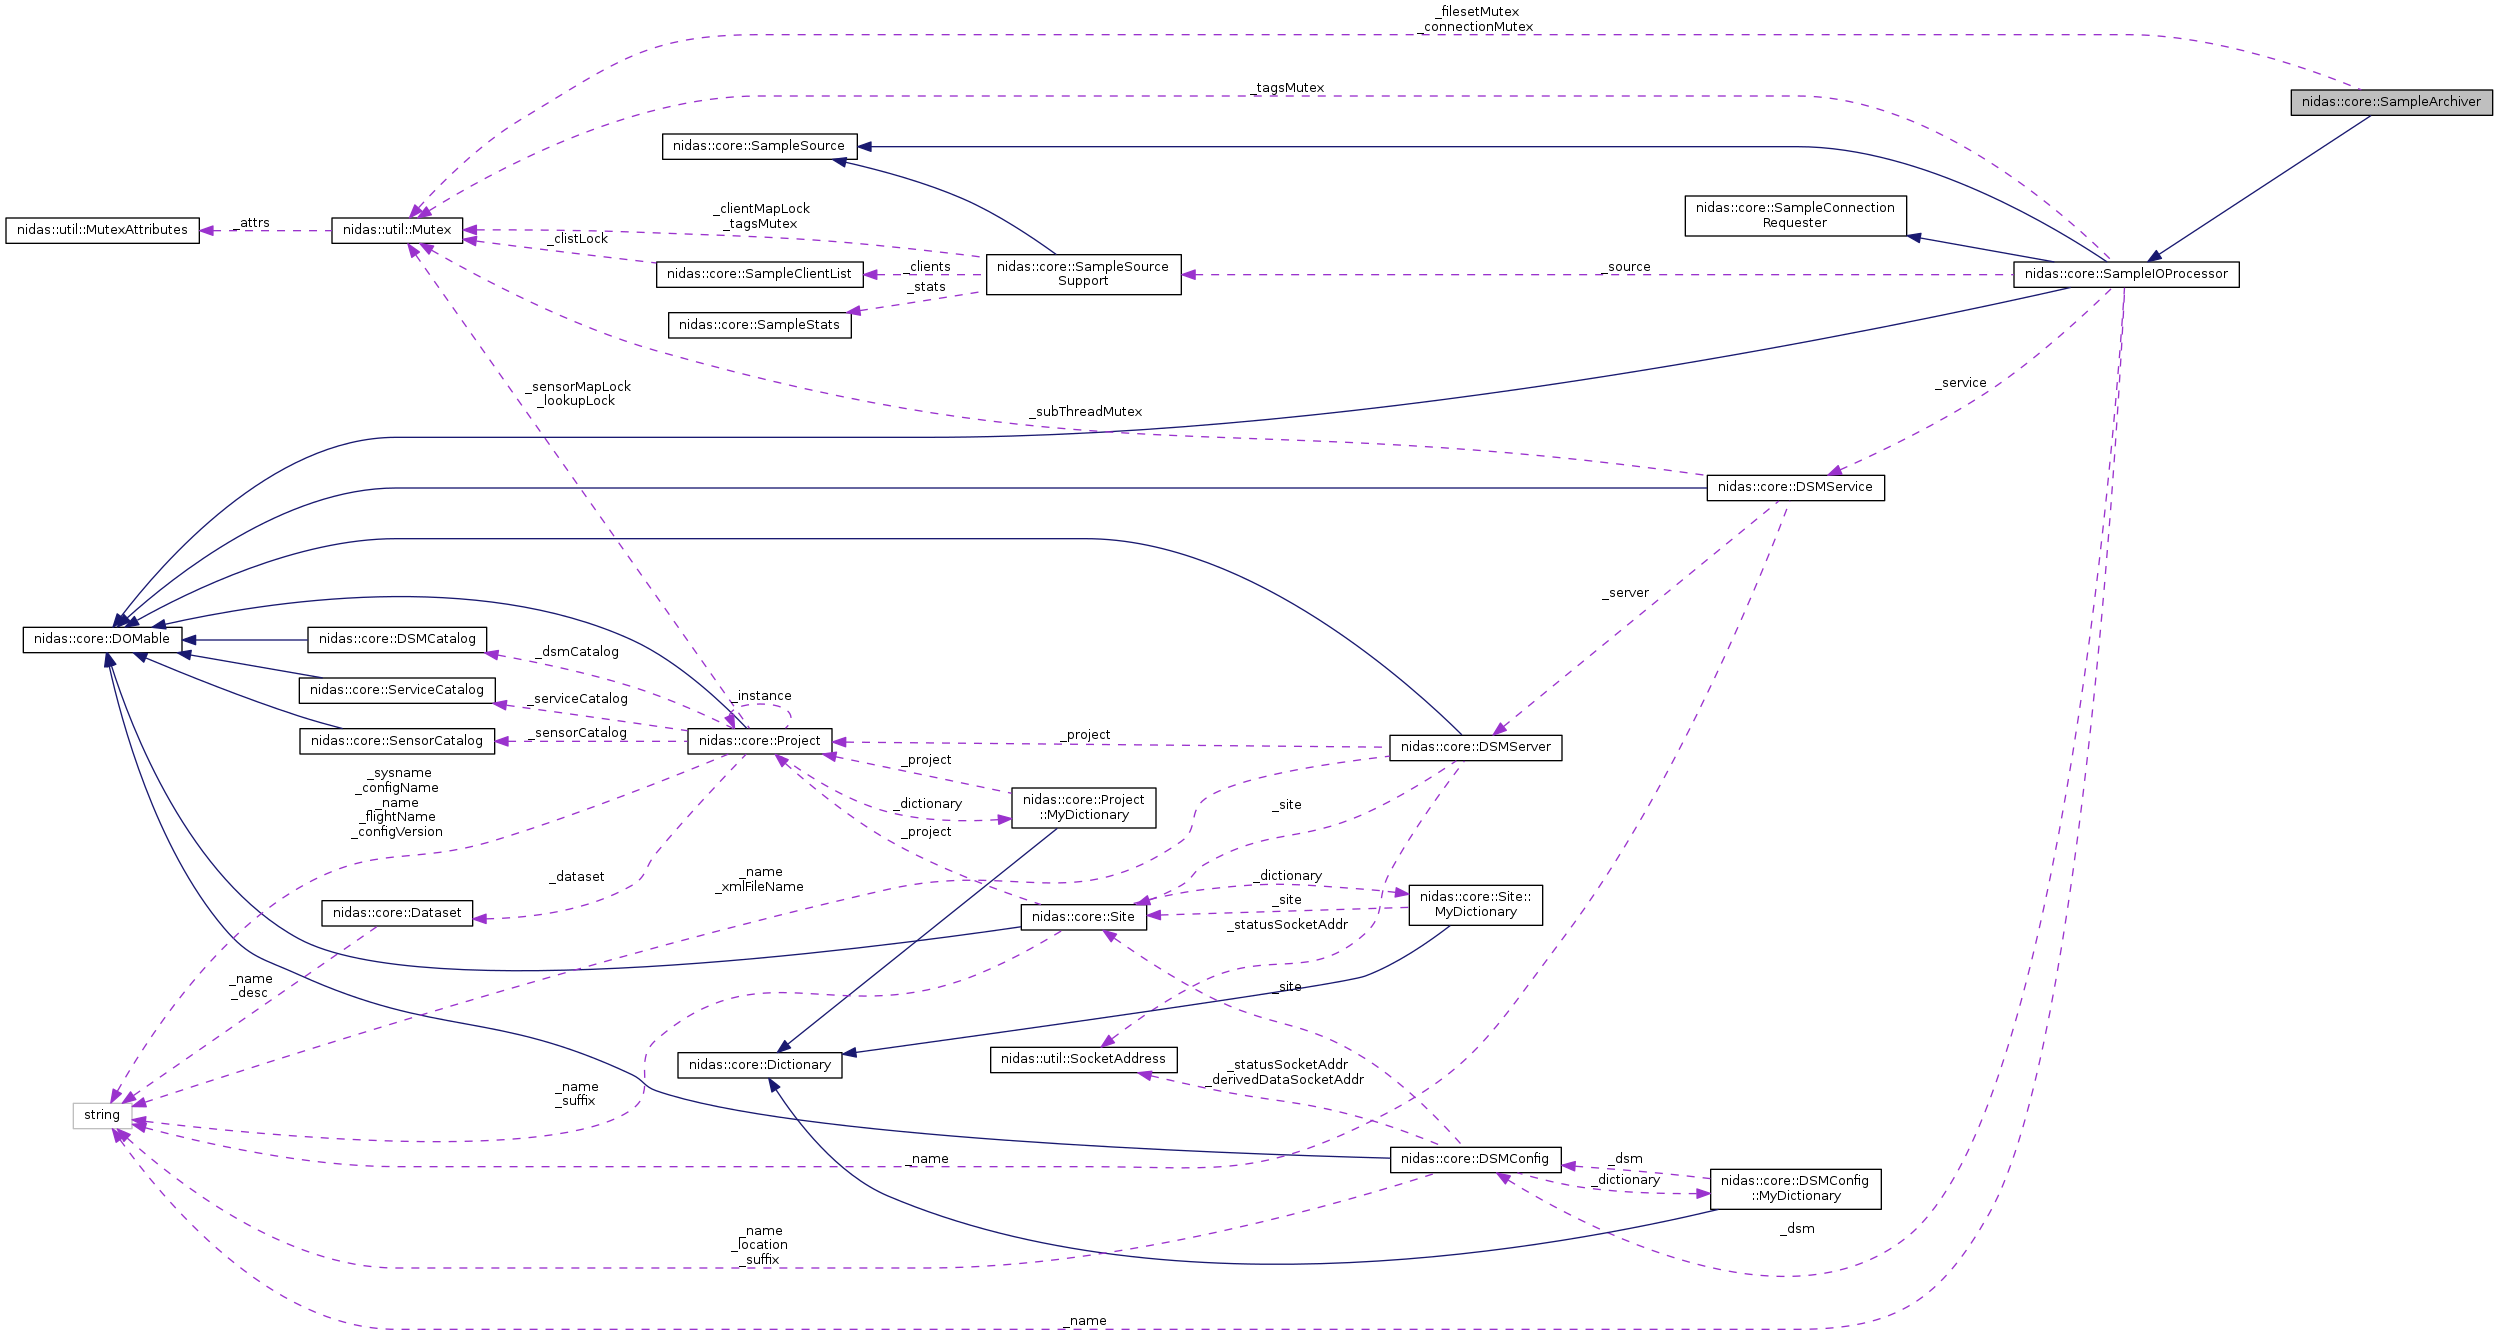 _filesetMutex
_connectionMutex
_tagsMutex
nidas::core::SampleArchiver
nidas::core::SampleSource
nidas::core::SampleConnection
Requester
nidas::util::MutexAttributes
_attrs
nidas::util::Mutex
_clientMapLock
_tagsMutex
_clistLock
nidas::core::SampleClientList
_clients
_stats
nidas::core::SampleSource
Support
_source
nidas::core::SampleIOProcessor
nidas::core::SampleStats
_sensorMapLock
_lookupLock
_subThreadMutex
_service
nidas::core::DSMService
_server
nidas::core::DOMable
nidas::core::DSMCatalog
_dsmCatalog
nidas::core::ServiceCatalog
_serviceCatalog
_instance
nidas::core::SensorCatalog
_sensorCatalog
nidas::core::Project
_project
nidas::core::DSMServer
_project
_sysname
_configName
_name
_flightName
_configVersion
_dictionary
nidas::core::Project
::MyDictionary
_site
_project
_dataset
_name
_xmlFileName
_dictionary
_site
nidas::core::Dataset
nidas::core::Site
nidas::core::Site::
MyDictionary
_statusSocketAddr
_name
_desc
_site
nidas::core::Dictionary
nidas::util::SocketAddress
_statusSocketAddr
_derivedDataSocketAddr
_name
_suffix
string
_name
nidas::core::DSMConfig
_dsm
_dictionary
nidas::core::DSMConfig
::MyDictionary
_name
_location
_suffix
_dsm
_name